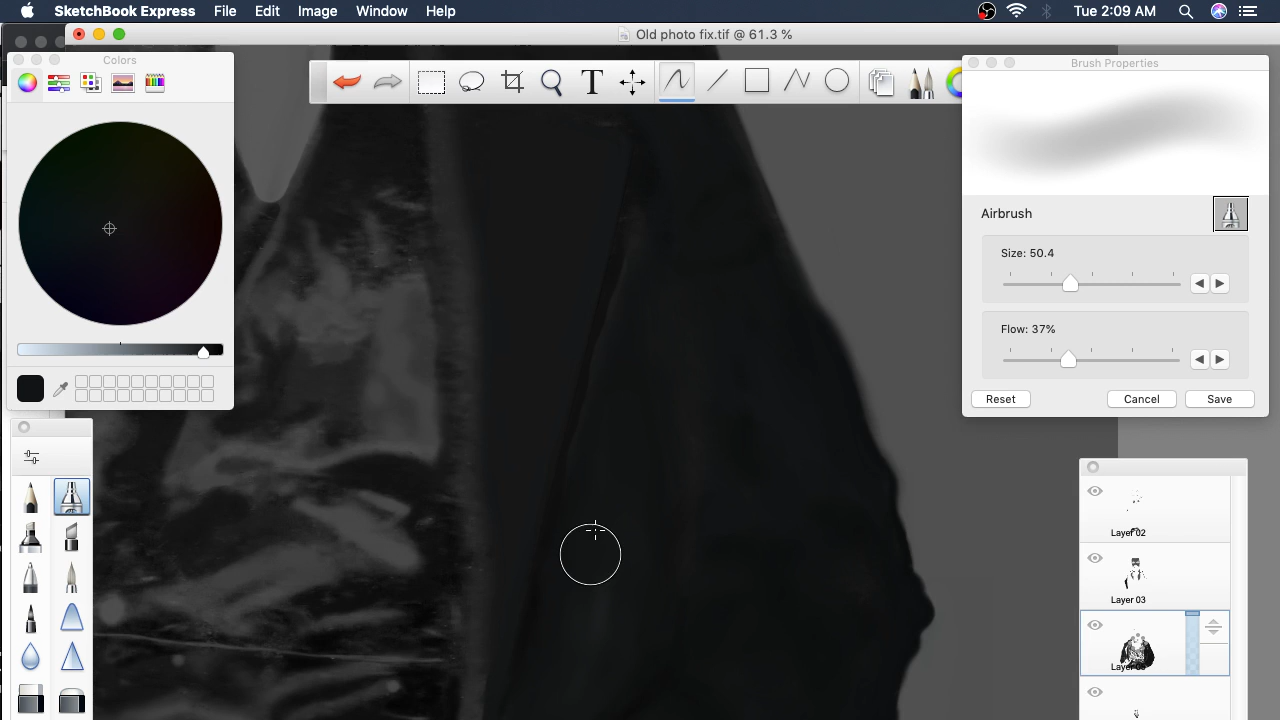 SketchBook Express File Edit Image Window Help Tue 2:09 AM
Old photo fix.tif @ 61.3 %
Colors
T
Brush Properties
Airbrush
Size: 50.4
Flow: 37%
Reset Cancel Save
Layer 02
Layer 03